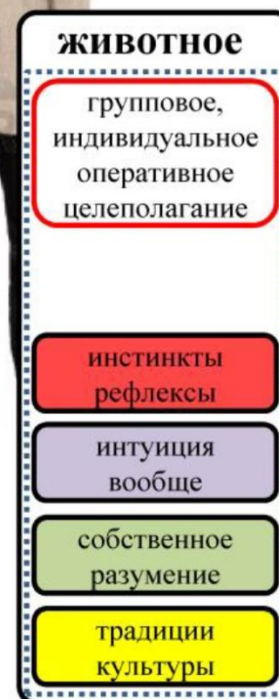 животное
групповое,
индивидуальное
оперативное
целеполагание
инстинкты
рефлексы
интуиция
вообще
собственное
разумение
традиции
культуры